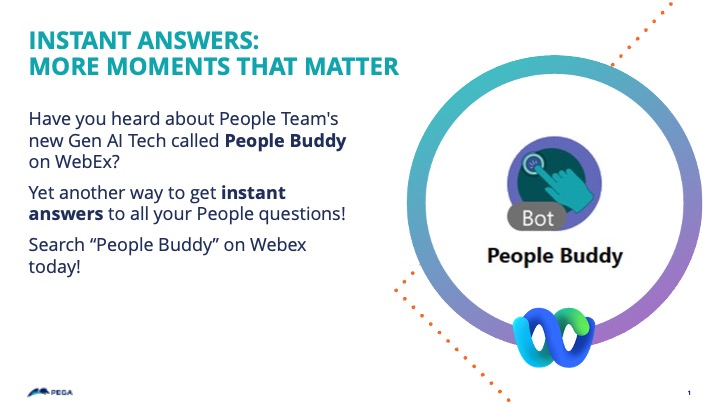 INSTANT ANSWERS:
MORE MOMENTS THAT MATTER
Have you heard about People Team's
new Gen AI Tech called People Buddy
on WebEx?
Yet another way to get instant
answers to all your People questions!
Search “People Buddy” on Webex
today!
Bot
People Buddy
PEGA
1